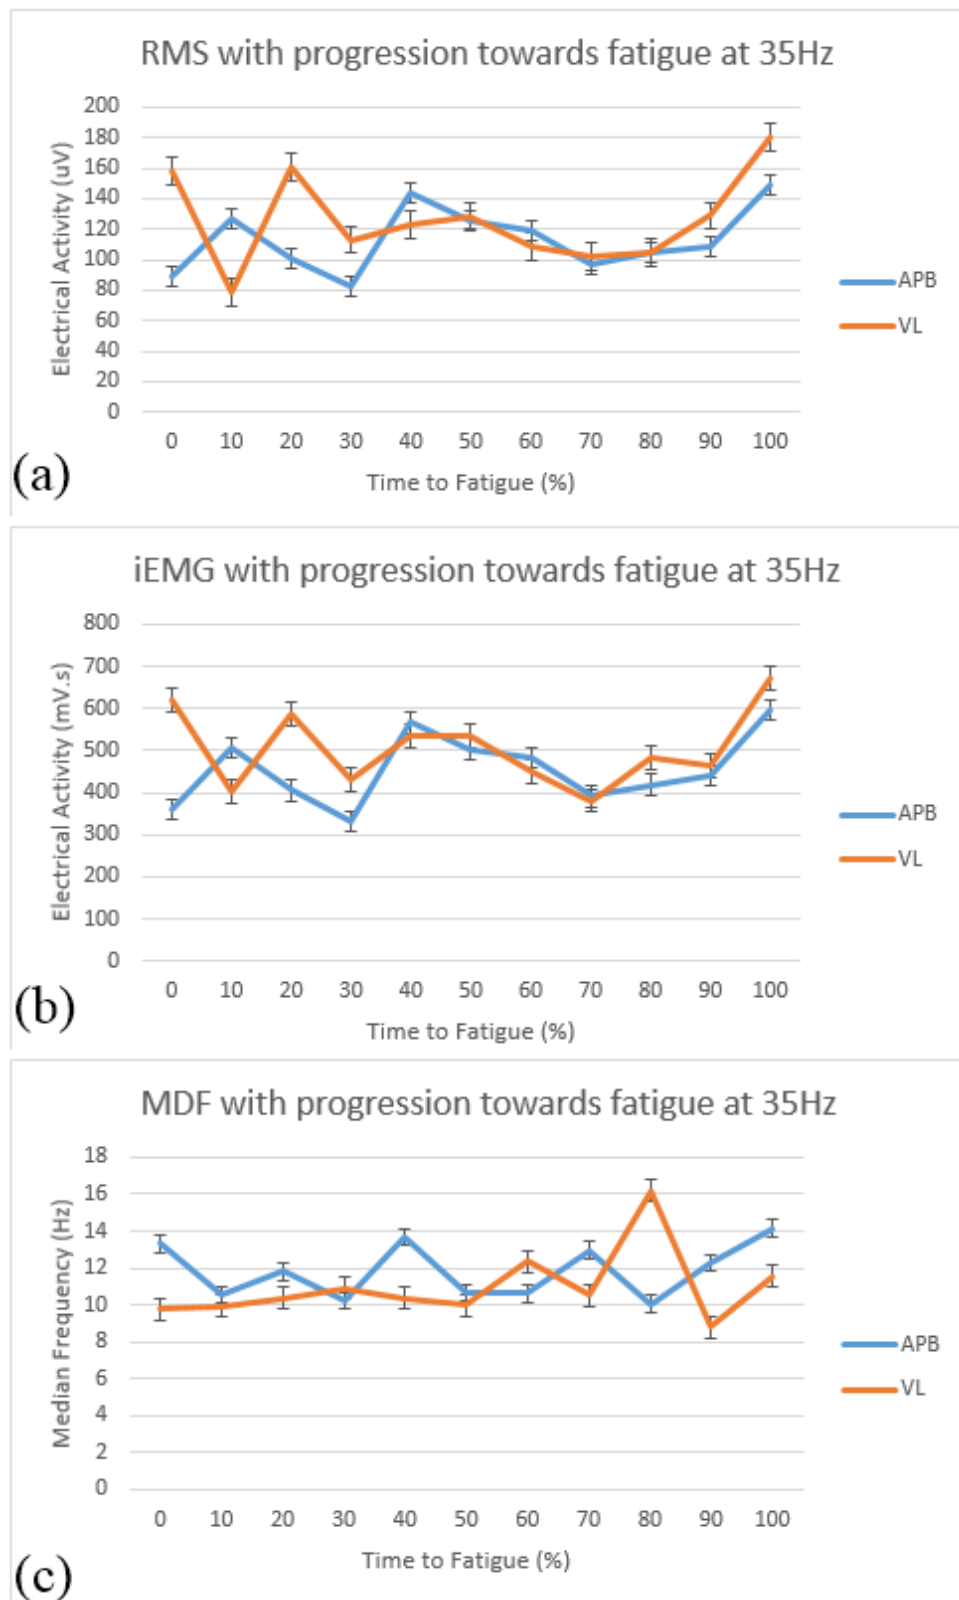 RMS with progression towards fatigue at 35Hz
Electrical Activity (uV)
200
180
160
140
120
100
80
60
40
20
0
0 10 20 30 40 50 60 70 80 90 100
Time to Fatigue (%)
APB
VL
(a)
iEMG with progression towards fatigue at 35Hz
Electrical Activity (mV.s)
800
700
600
500
400
300
200
100
0
0 10 20 30 40 50 60 70 80 90 100
Time to Fatigue (%)
APB
VL
(b)
MDF with progression towards fatigue at 35Hz
Median Frequency (Hz)
18
16
14
12
10
8
6
4
2
0
0 10 20 30 40 50 60 70 80 90 100
Time to Fatigue (%)
APB
VL
(c)